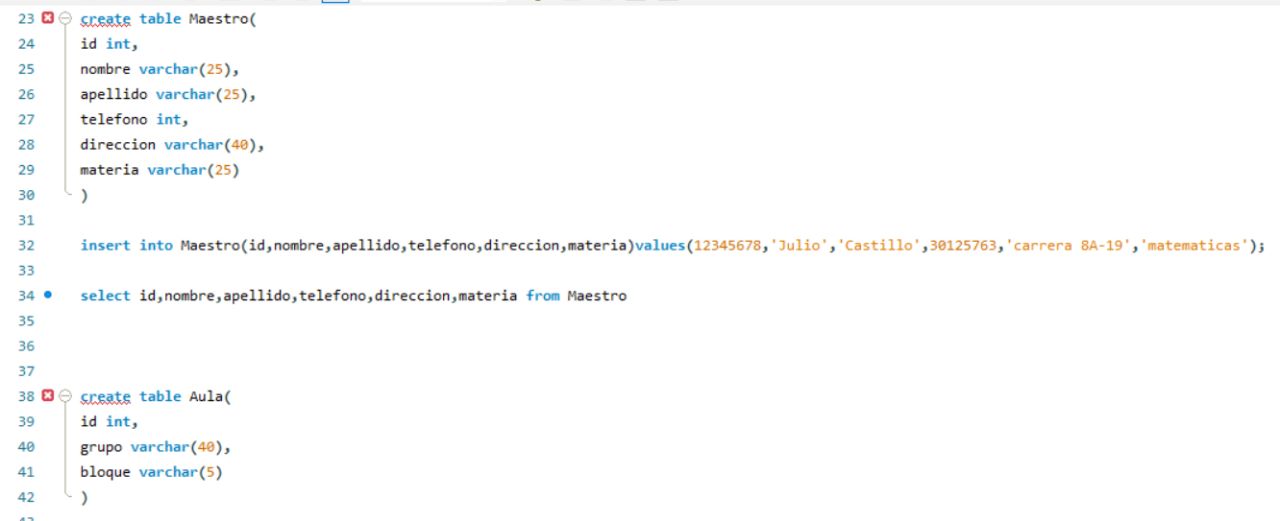 23 create table Maestro(
24 id int,
25 nombre varchar(25),
26 apellido varchar(25),
27 telefono int,
28 direccion varchar(40),
29 materia varchar(25)
30 )
31
32 insert into Maestro(id,nombre,apellido,telefono,direccion,materia)values(12345678,'Julio','Castillo',30125763,'carrera 8A-19','matematicas');
33
34 select id,nombre,apellido,telefono,direccion,materia from Maestro
35
36
37
38 create table Aula(
39 id int,
40 grupo varchar(40),
41 bloque varchar(5)
42 )